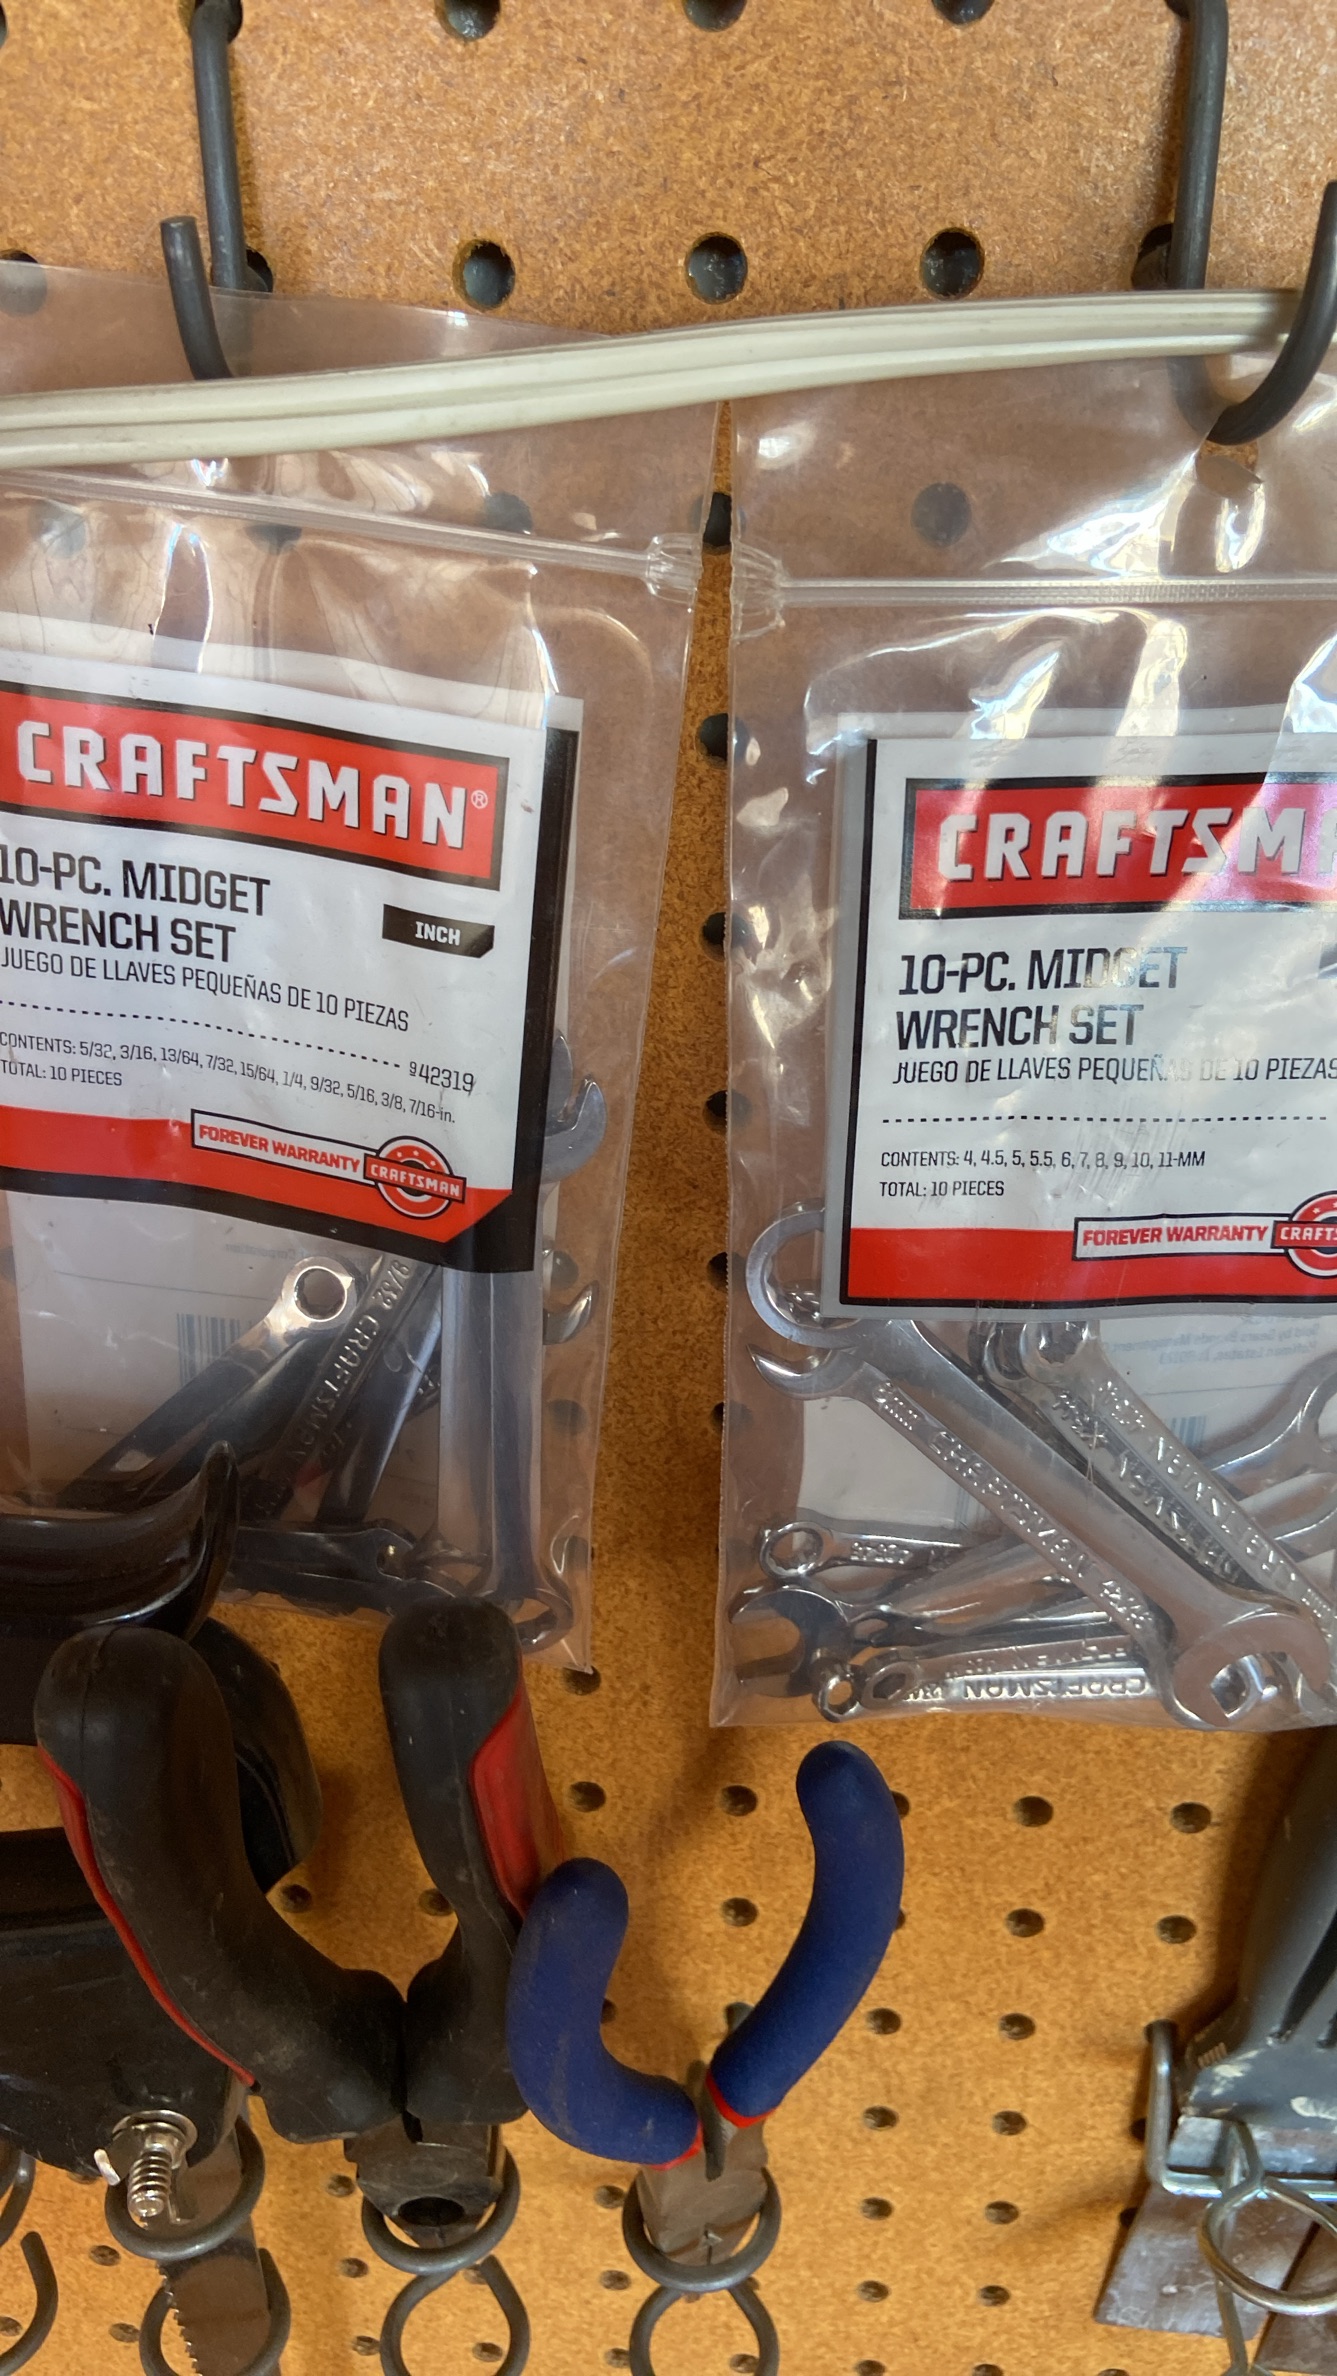 CRAFTSMAN®
10-PC. MIDGET
WRENCH SET
INCH
JUEGO DE LLAVES PEQUEÑAS DE 10 PIEZAS
942319
CONTENTS: 5/32, 3/16, 13/64, 7/32, 15/64, 1/4, 9/32, 5/16, 3/8, 7/16-in.
TOTAL: 10 PIECES
FOREVER WARRANTY
CRAFTSMAN
9/32 CRAFTSMAN
CRAFTSMA
10-PC. MIDGET
WRENCH SET
JUEGO DE LLAVES PEQUEÑAS DE 10 PIEZAS
CONTENTS: 4, 4.5, 5, 5.5, 6, 7, 8, 9, 10, 11-MM
TOTAL: 10 PIECES
FOREVER WARRANTY
CRAFTS
CRAFTSMAN
CRAFTSMAN